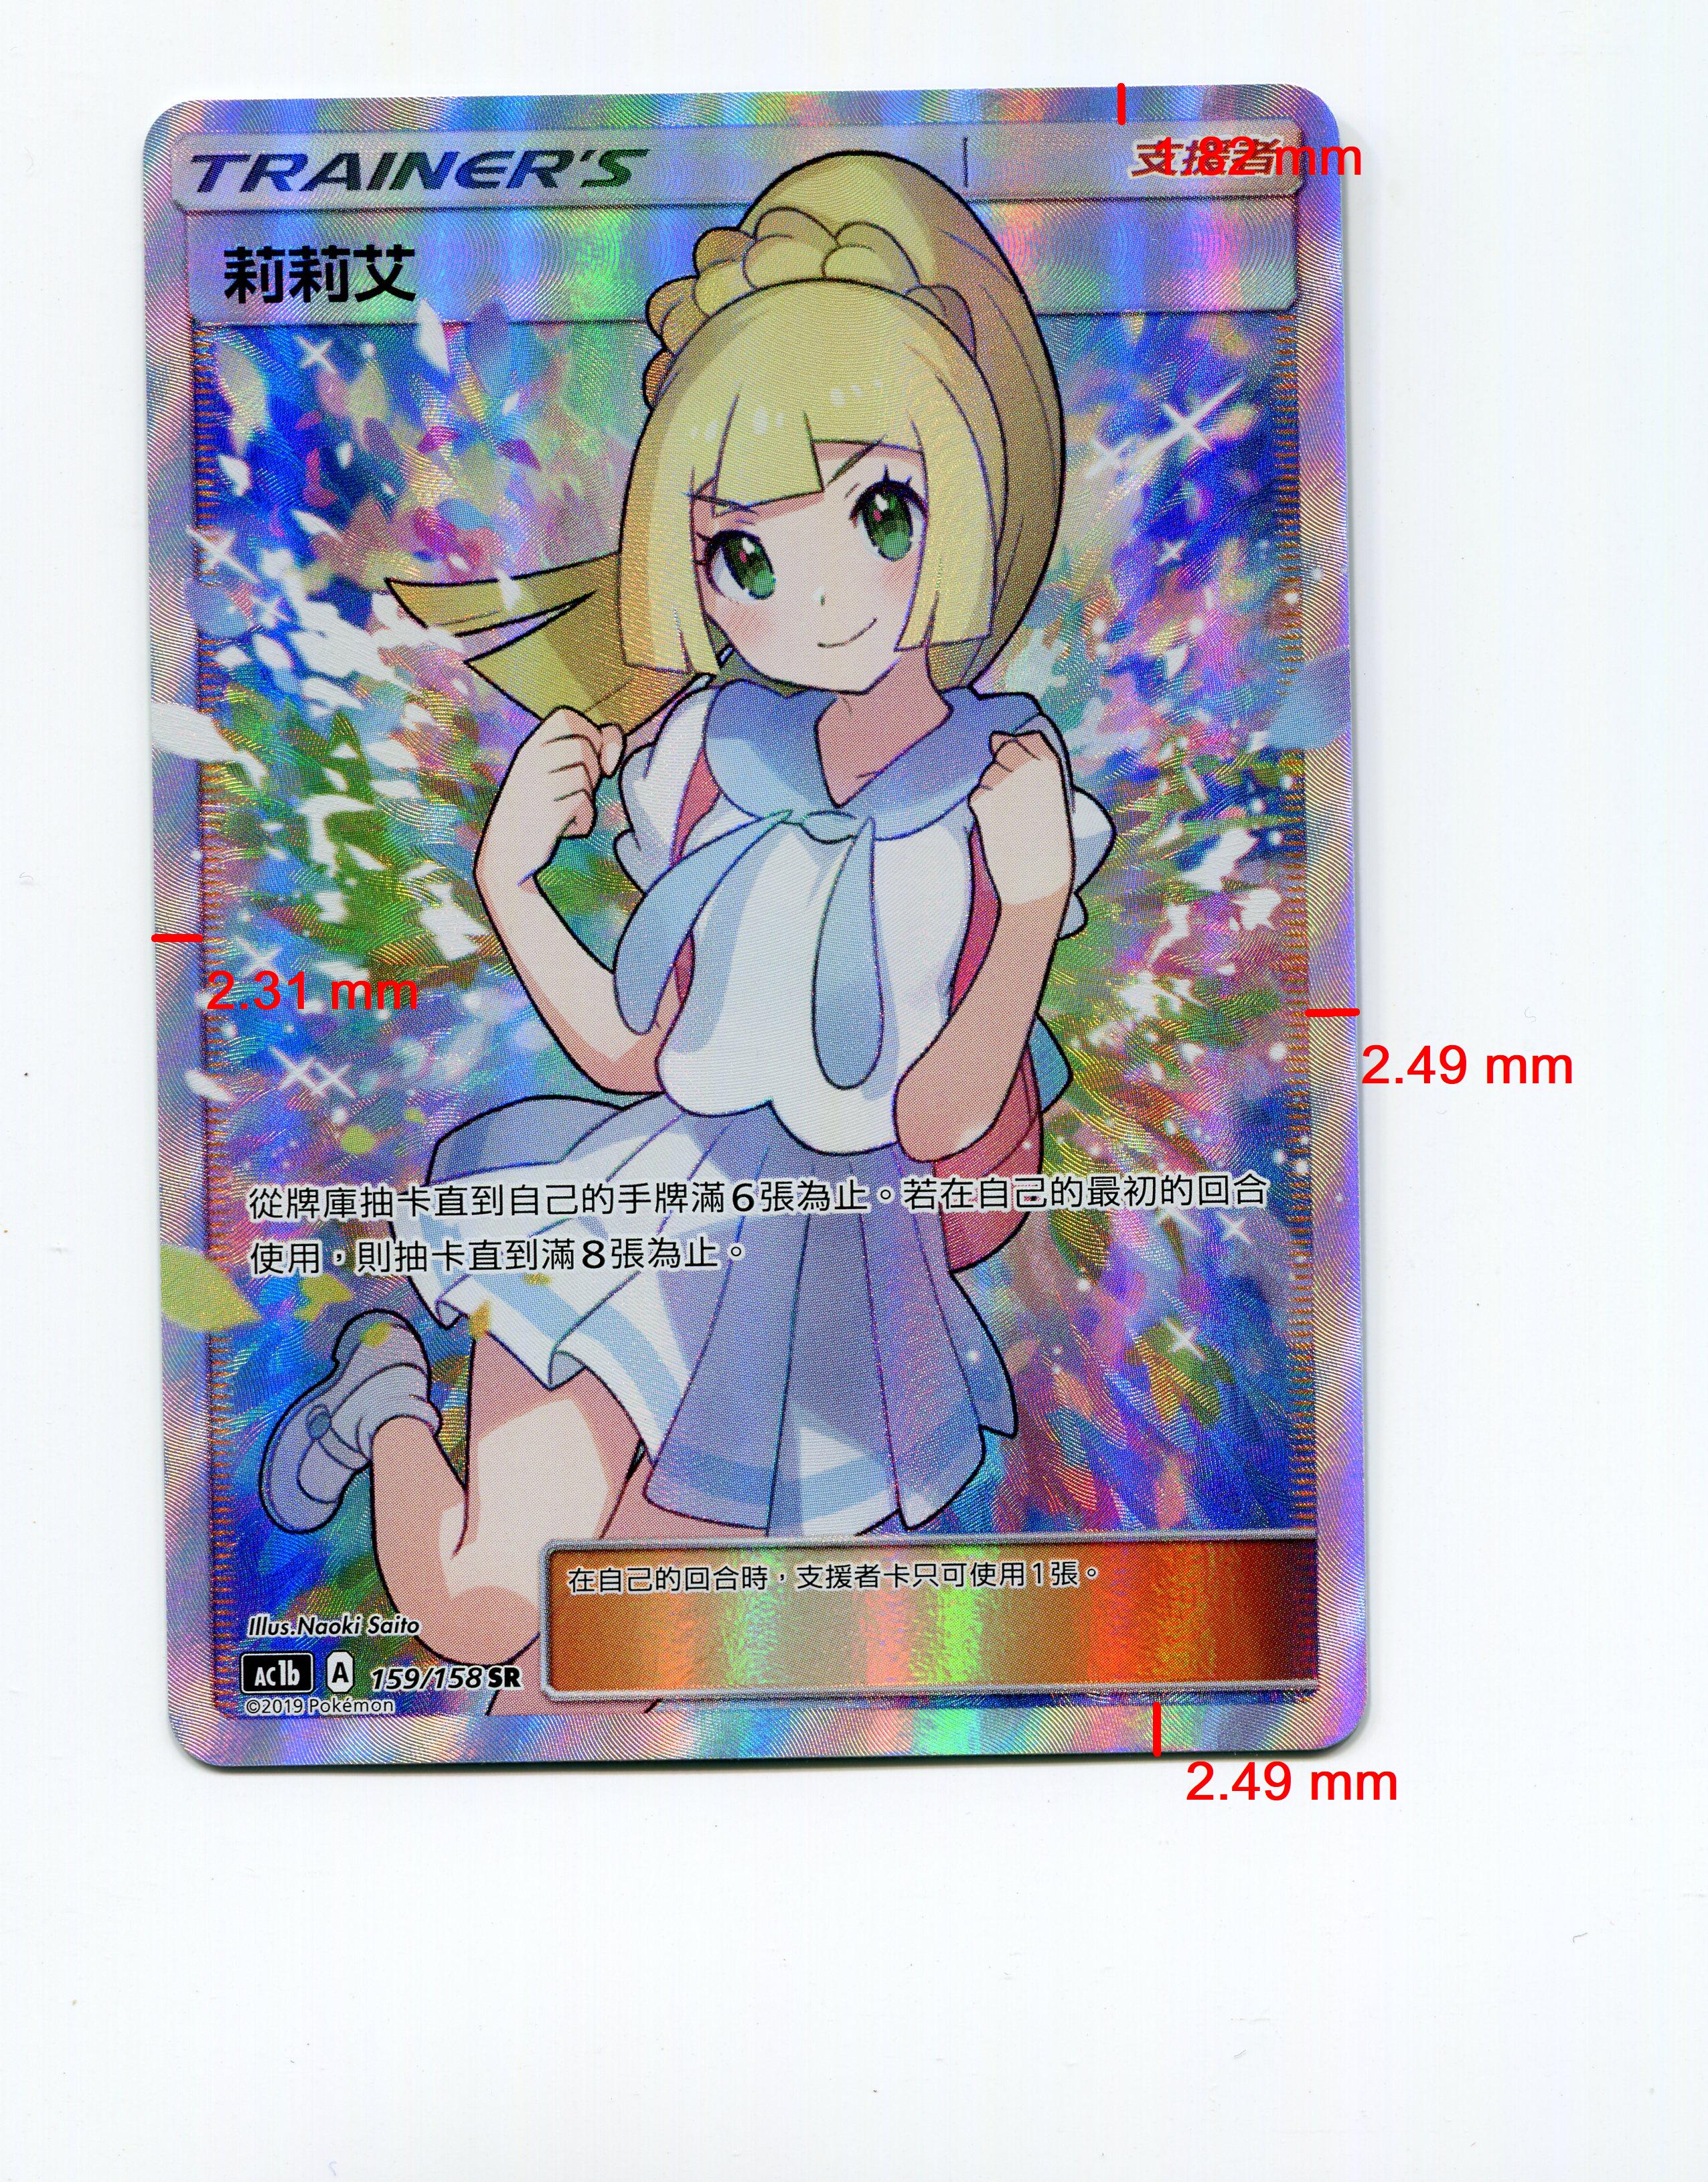 TRAINER'S
支援者
1.82 mm
莉莉艾
2.31 mm
2.49 mm
從牌庫抽卡直到自己的手牌滿6張為止。若在自己的最初的回合
使用,則抽卡直到滿8張為止。
在自己的回合時,支援者卡只可使用1張。
Illus.Naoki Saito
AC1b A 159/158 SR
©2019 Pokémon
2.49 mm